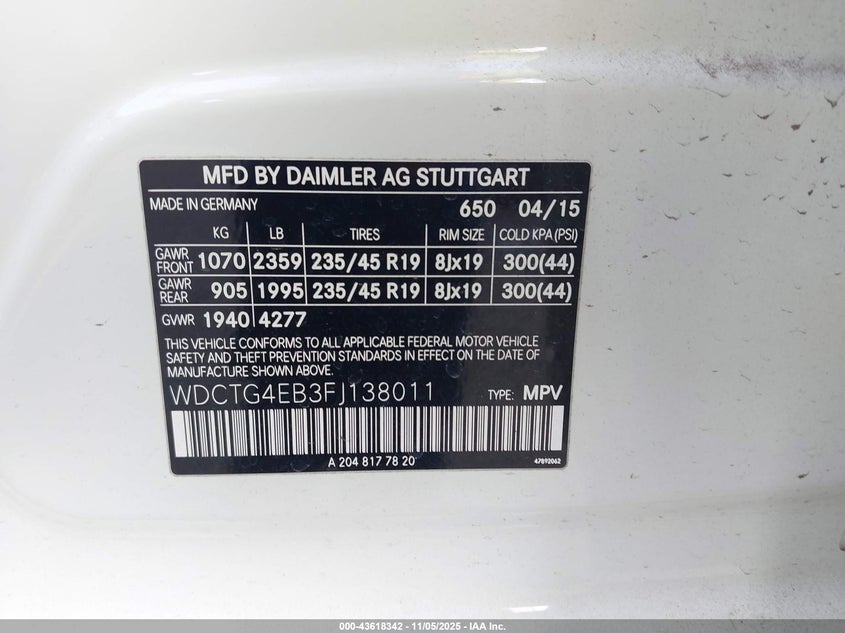 MFD BY DAIMLER AG STUTTGART
MADE IN GERMANY 650 04/15
KG LB TIRES RIM SIZE COLD KPA (PSI)
GAWR FRONT 1070 2359 235/45 R19 8Jx19 300(44)
GAWR REAR 905 1995 235/45 R19 8Jx19 300(44)
GVWR 1940 4277
THIS VEHICLE CONFORMS TO ALL APPLICABLE FEDERAL MOTOR VEHICLE
SAFETY AND THEFT PREVENTION STANDARDS IN EFFECT ON THE DATE OF
MANUFACTURE SHOWN ABOVE.
WDCTG4EB3FJ138011 TYPE: MPV
A 204 817 78 20 47892062
000-43618342 - 11/05/2025 - IAA Inc.